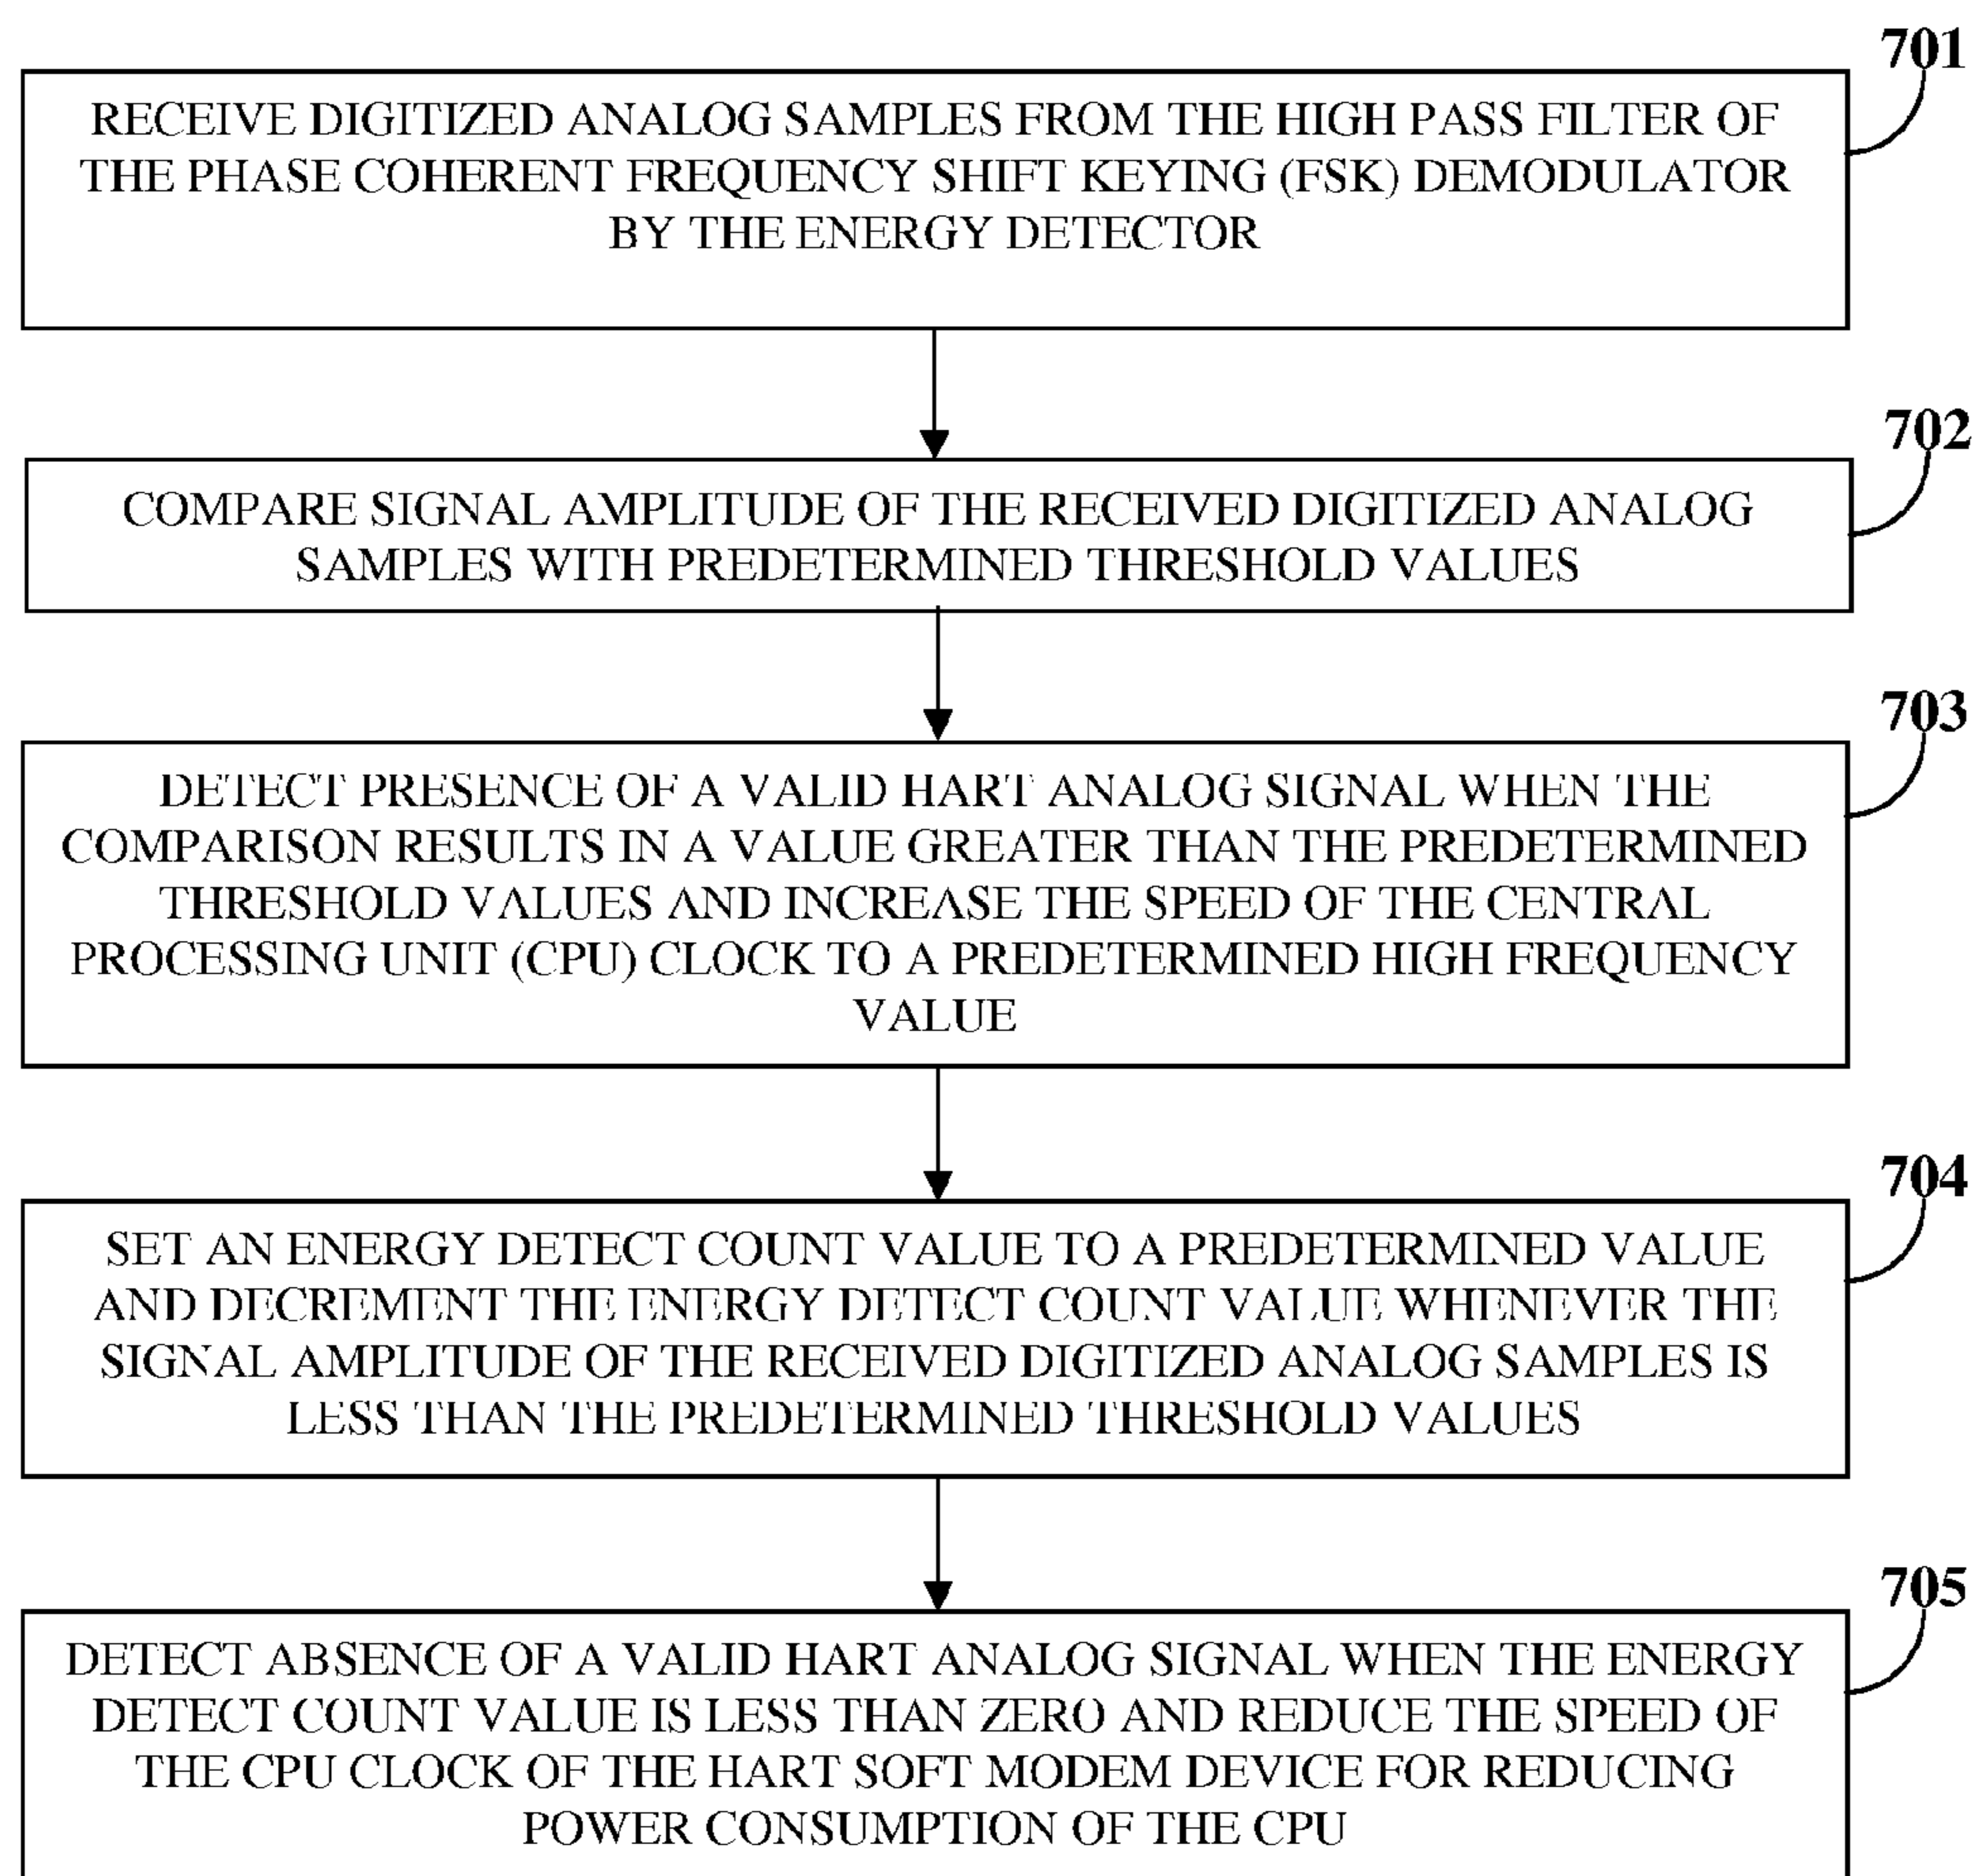 701
RECEIVE DIGITIZED ANALOG SAMPLES FROM THE HIGH PASS FILTER OF
THE PHASE COHERENT FREQUENCY SHIFT KEYING (FSK) DEMODULATOR
BY THE ENERGY DETECTOR
702
COMPARE SIGNAL AMPLITUDE OF THE RECEIVED DIGITIZED ANALOG
SAMPLES WITH PREDETERMINED THRESHOLD VALUES
703
DETECT PRESENCE OF A VALID HART ANALOG SIGNAL WHEN THE
COMPARISON RESULTS IN A VALUE GREATER THAN THE PREDETERMINED
THRESHOLD VALUES AND INCREASE THE SPEED OF THE CENTRAL
PROCESSING UNIT (CPU) CLOCK TO A PREDETERMINED HIGH FREQUENCY
VALUE
704
SET AN ENERGY DETECT COUNT VALUE TO A PREDETERMINED VALUE
AND DECREMENT THE ENERGY DETECT COUNT VALUE WHENEVER THE
SIGNAL AMPLITUDE OF THE RECEIVED DIGITIZED ANALOG SAMPLES IS
LESS THAN THE PREDETERMINED THRESHOLD VALUES
705
DETECT ABSENCE OF A VALID HART ANALOG SIGNAL WHEN THE ENERGY
DETECT COUNT VALUE IS LESS THAN ZERO AND REDUCE THE SPEED OF
THE CPU CLOCK OF THE HART SOFT MODEM DEVICE FOR REDUCING
POWER CONSUMPTION OF THE CPU